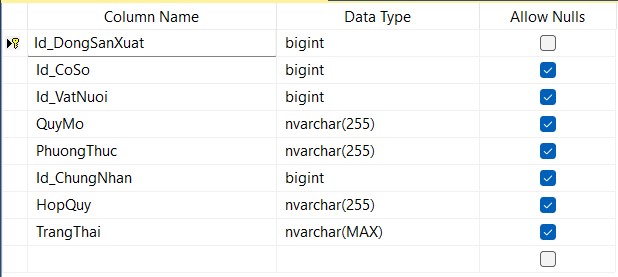 Column Name Data Type Allow Nulls
Id_DongSanXuat bigint
Id_CoSo bigint
Id_VatNuoi bigint
QuyMo nvarchar(255)
PhuongThuc nvarchar(255)
Id_ChungNhan bigint
HopQuy nvarchar(255)
TrangThai nvarchar(MAX)